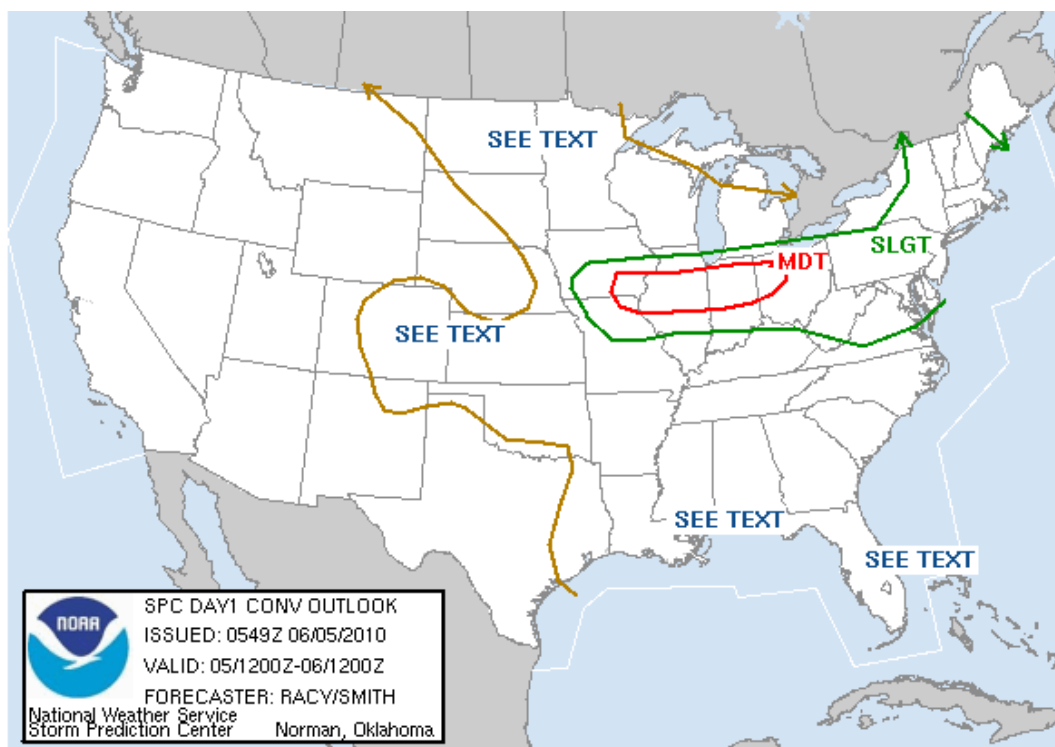 SEE TEXT
SLGT
MDT
SEE TEXT
SEE TEXT
SEE TEXT
NOAA
SPC DAY1 CONV OUTLOOK
ISSUED: 0549Z 06/05/2010
VALID: 05/1200Z-06/1200Z
FORECASTER: RACY/SMITH
National Weather Service
Storm Prediction Center Norman, Oklahoma